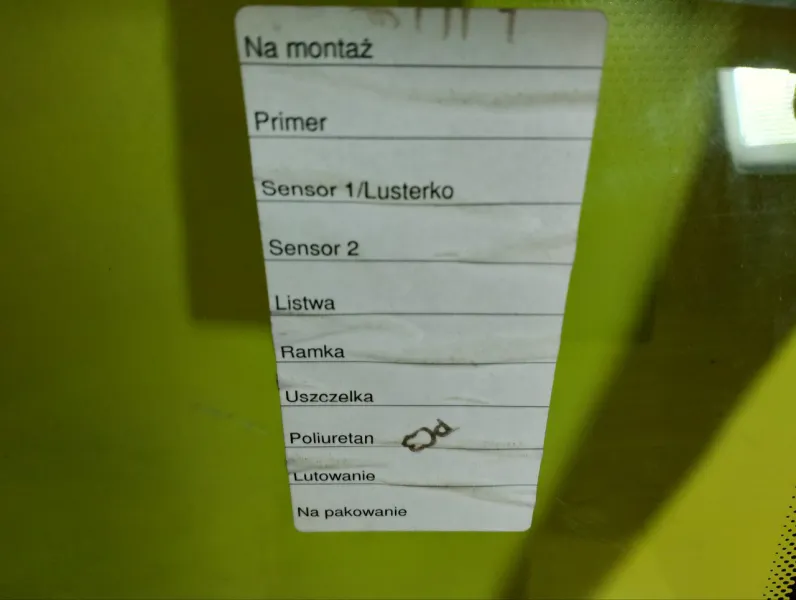 Na montaż
Primer
Sensor 1/Lusterko
Sensor 2
Listwa
Ramka
Uszczelka
Poliuretan
Lutowanie
Na pakowanie